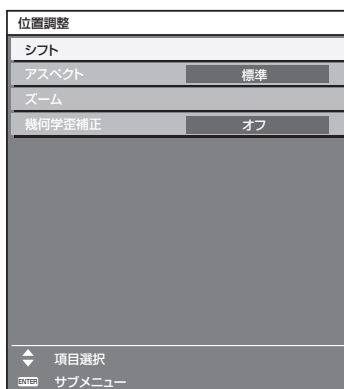 位置調整
シフト
アスペクト 標準
ズーム
幾何学歪補正 オフ
項目選択
ENTER サブメニュー